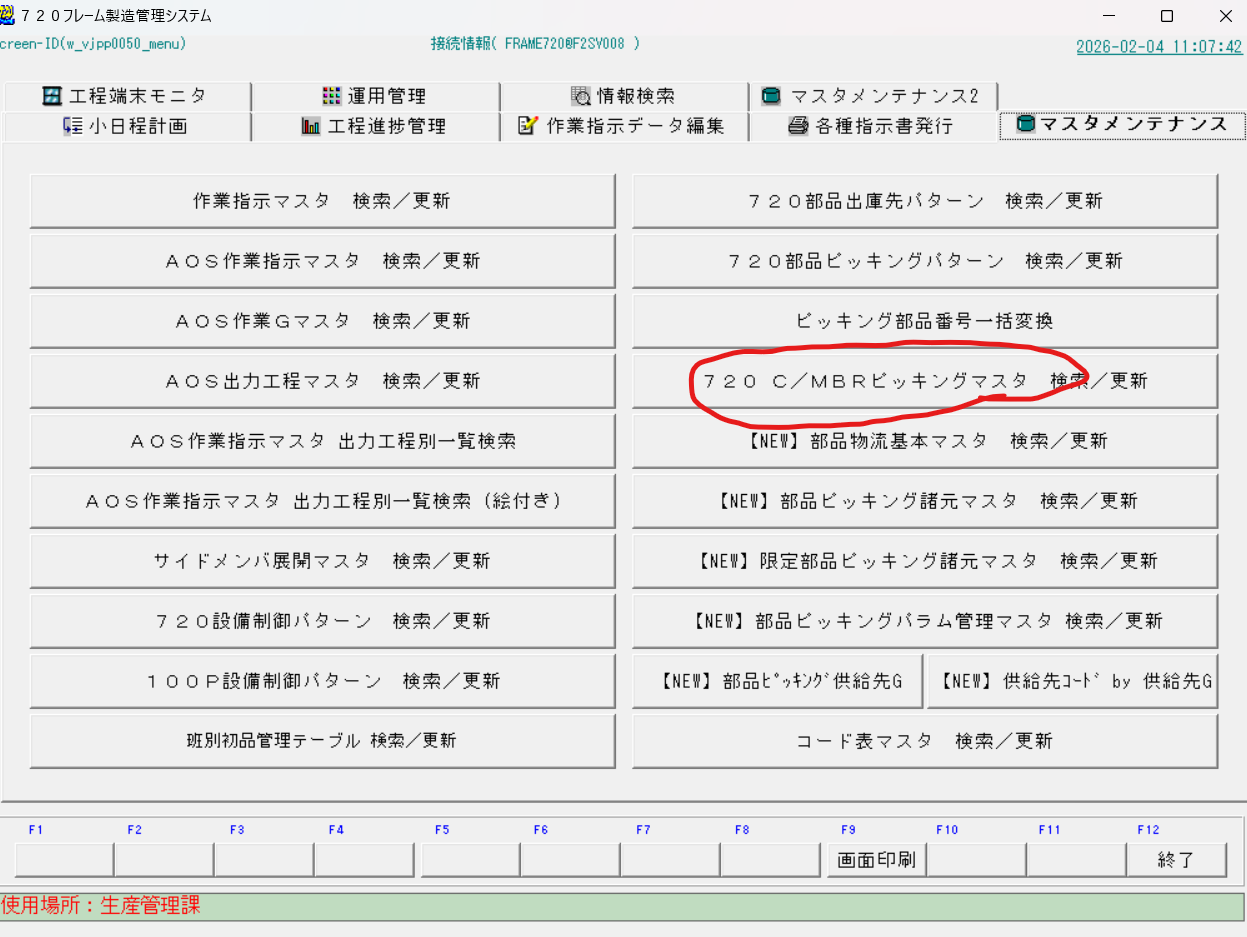 ７２０フレーム製造管理システム
creen-ID(w_vjpp0050_menu)
接続情報( FRAME720@F2SV008 )
2026-02-04 11:07:42
工程端末モニタ
運用管理
情報検索
マスタメンテナンス2
小日程計画
工程進捗管理
作業指示データ編集
各種指示書発行
マスタメンテナンス
作業指示マスタ　検索／更新
７２０部品出庫先パターン　検索／更新
ＡＯＳ作業指示マスタ　検索／更新
７２０部品ピッキングパターン　検索／更新
ＡＯＳ作業Ｇマスタ　検索／更新
ピッキング部品番号一括変換
ＡＯＳ出力工程マスタ　検索／更新
７２０ Ｃ／ＭＢＲピッキングマスタ　検索／更新
ＡＯＳ作業指示マスタ 出力工程別一覧検索
【NEW】部品物流基本マスタ　検索／更新
ＡＯＳ作業指示マスタ 出力工程別一覧検索（絵付き）
【NEW】部品ピッキング諸元マスタ　検索／更新
サイドメンバ展開マスタ　検索／更新
【NEW】限定部品ピッキング諸元マスタ　検索／更新
７２０設備制御パターン　検索／更新
【NEW】部品ピッキングパラム管理マスタ 検索／更新
１００Ｐ設備制御パターン　検索／更新
【NEW】部品ﾋﾟｯｷﾝｸﾞ供給先G
【NEW】供給先ｺｰﾄﾞ by 供給先G
班別初品管理テーブル 検索／更新
コード表マスタ　検索／更新
F1
F2
F3
F4
F5
F6
F7
F8
F9
F10
F11
F12
画面印刷
終了
使用場所：生産管理課